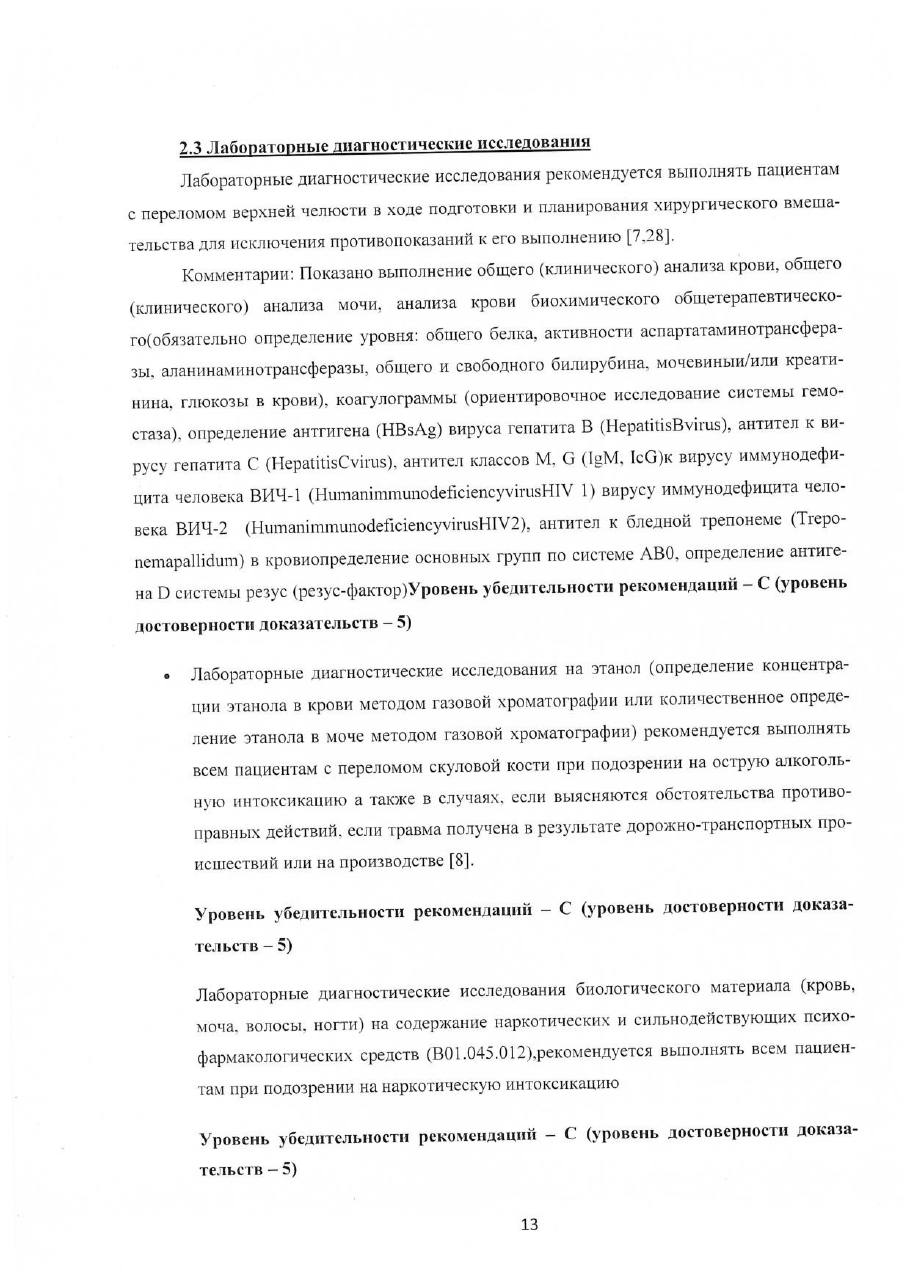 2.3 Лабораторные диагностические исследования
Лабораторные диагностические исследования рекомендуется выполнять пациентам
с переломом верхней челюсти в ходе подготовки и планирования хирургического вмеша-
тельства для исключения противопоказаний к его выполнению [7,28].
Комментарии: Показано выполнение общего (клинического) анализа крови, общего
(клинического) анализа мочи, анализа крови биохимического общетерапевтическо-
го(обязательно определение уровня: общего белка, активности аспартатаминотрансфера-
зы, аланинаминотрансферазы, общего и свободного билирубина, мочевиныи/или креати-
нина, глюкозы в крови), коагулограммы (ориентировочное исследование системы гемо-
стаза), определение антгигена (HBsAg) вируса гепатита B (HepatitisBvirus), антител к ви-
русу гепатита C (HepatitisCvirus), антител классов M, G (IgM, IcG)к вирусу иммунодефи-
цита человека ВИЧ-1 (HumanimmunodeficiencyvirusHIV 1) вирусу иммунодефицита чело-
века ВИЧ-2 (HumanimmunodeficiencyvirusHIV2), антител к бледной трепонеме (Trepo-
nemapallidum) в кровиопределение основных групп по системе AB0, определение антиге-
на D системы резус (резус-фактор)Уровень убедительности рекомендаций – С (уровень
достоверности доказательств – 5)
• Лабораторные диагностические исследования на этанол (определение концентра-
ции этанола в крови методом газовой хроматографии или количественное опреде-
ление этанола в моче методом газовой хроматографии) рекомендуется выполнять
всем пациентам с переломом скуловой кости при подозрении на острую алкоголь-
ную интоксикацию а также в случаях, если выясняются обстоятельства противо-
правных действий, если травма получена в результате дорожно-транспортных про-
исшествий или на производстве [8].
Уровень убедительности рекомендаций – С (уровень достоверности доказа-
тельств – 5)
Лабораторные диагностические исследования биологического материала (кровь,
моча, волосы, ногти) на содержание наркотических и сильнодействующих психо-
фармакологических средств (B01.045.012),рекомендуется выполнять всем пациен-
там при подозрении на наркотическую интоксикацию
Уровень убедительности рекомендаций – С (уровень достоверности доказа-
тельств – 5)
13